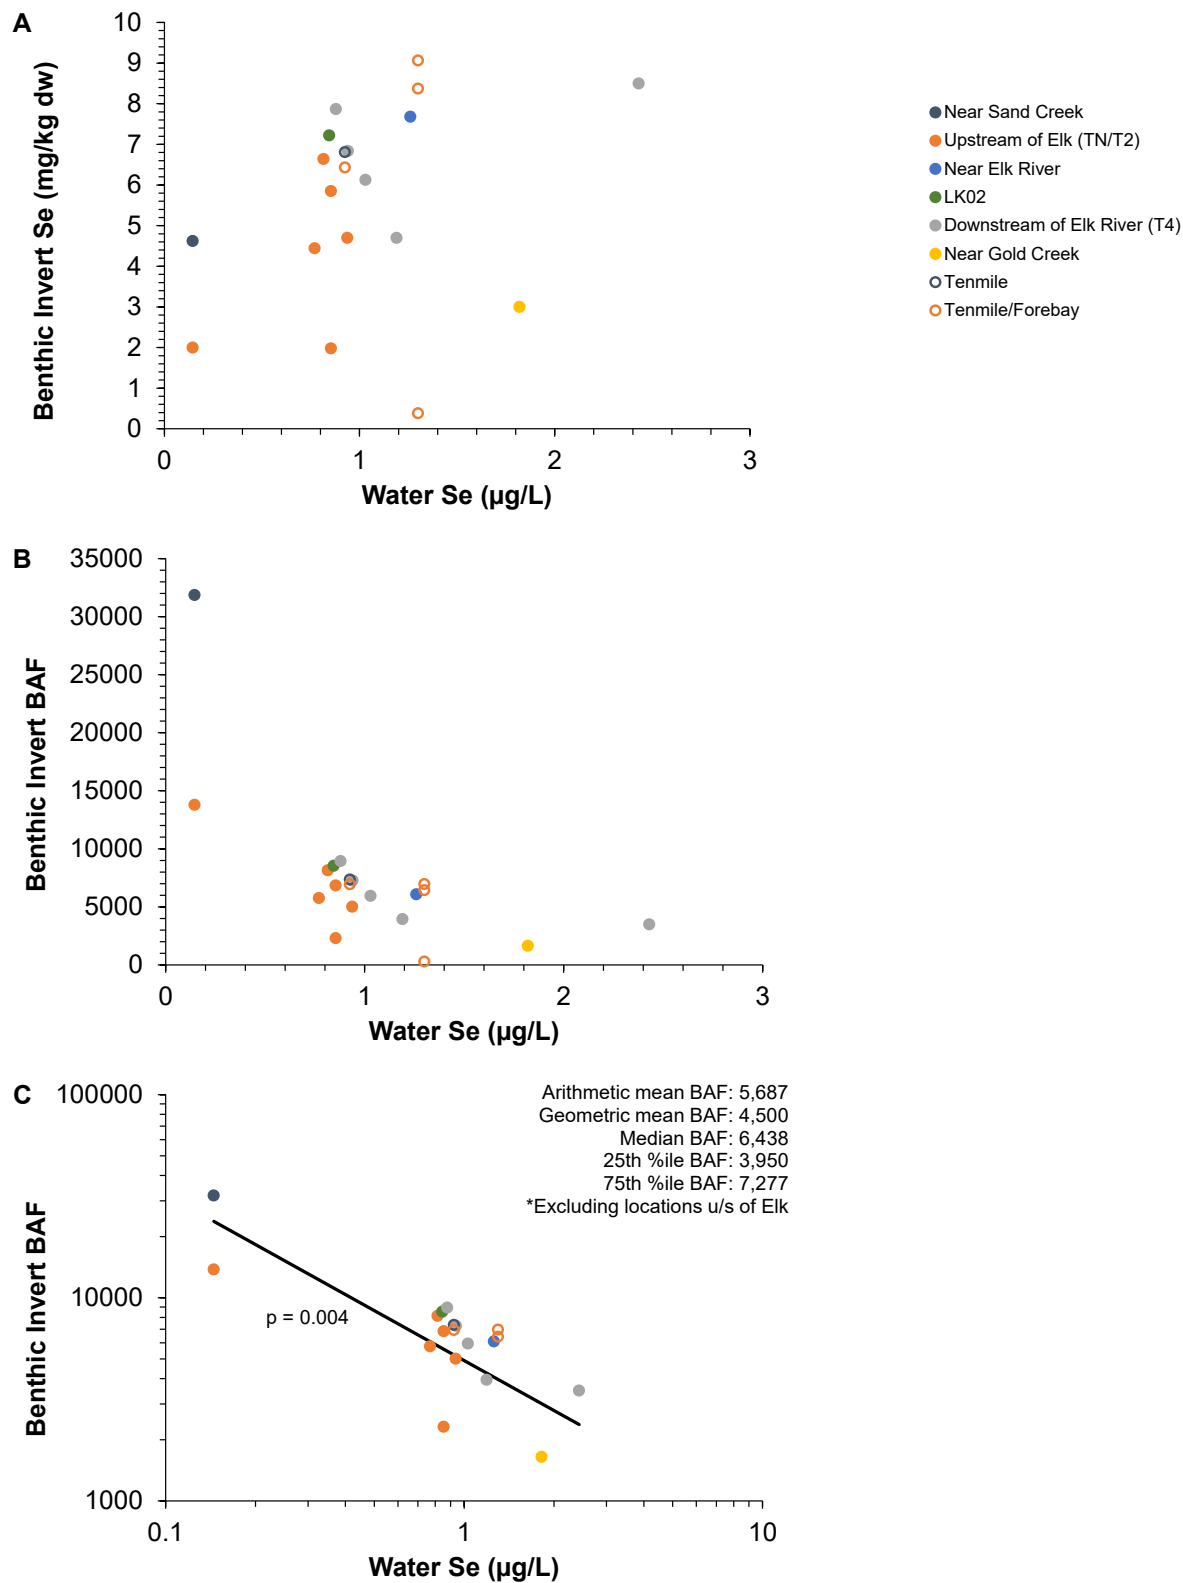 A
10
9
8
7
6
5
4
3
2
1
0
Benthic Invert Se (mg/kg dw)
0 1 2 3
Water Se (µg/L)
Near Sand Creek
Upstream of Elk (TN/T2)
Near Elk River
LK02
Downstream of Elk River (T4)
Near Gold Creek
Tenmile
Tenmile/Forebay
B
35000
30000
25000
20000
15000
10000
5000
0
Benthic Invert BAF
0 1 2 3
Water Se (µg/L)
C
100000
10000
1000
Benthic Invert BAF
Arithmetic mean BAF: 5,687
Geometric mean BAF: 4,500
Median BAF: 6,438
25th %ile BAF: 3,950
75th %ile BAF: 7,277
*Excluding locations u/s of Elk
p = 0.004
0.1 1 10
Water Se (µg/L)